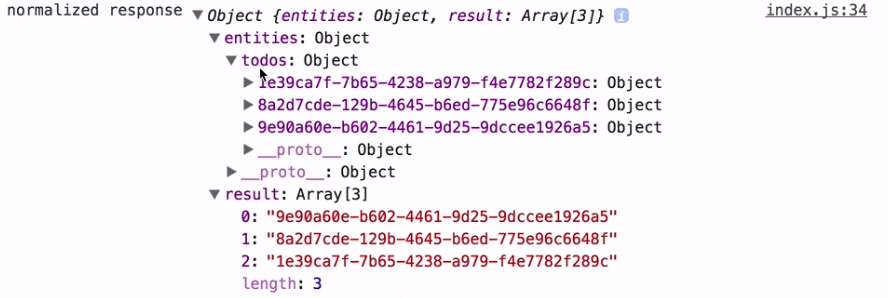 normalized response ▼Object {entities: Object, result: Array[3]} i index.js:34
▼entities: Object
▼todos: Object
▶1e39ca7f-7b65-4238-a979-f4e7782f289c: Object
▶8a2d7cde-129b-4645-b6ed-775e96c6648f: Object
▶9e90a60e-b602-4461-9d25-9dccee1926a5: Object
▶__proto__: Object
▶__proto__: Object
▼result: Array[3]
0: "9e90a60e-b602-4461-9d25-9dccee1926a5"
1: "8a2d7cde-129b-4645-b6ed-775e96c6648f"
2: "1e39ca7f-7b65-4238-a979-f4e7782f289c"
length: 3